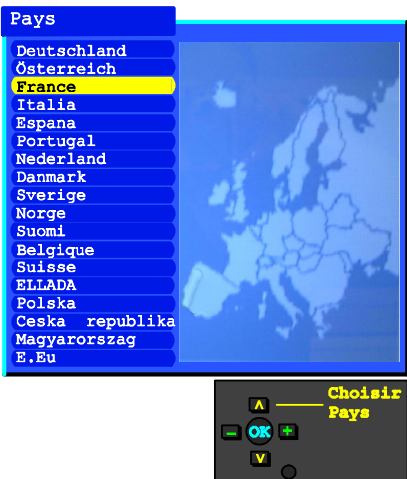 Pays
Deutschland
Österreich
France
Italia
Espana
Portugal
Nederland
Danmark
Sverige
Norge
Suomi
Belgique
Suisse
ELLADA
Polska
Ceska republika
Magyarorszag
E.Eu
Choisir
Pays
∧
- OK +
∨